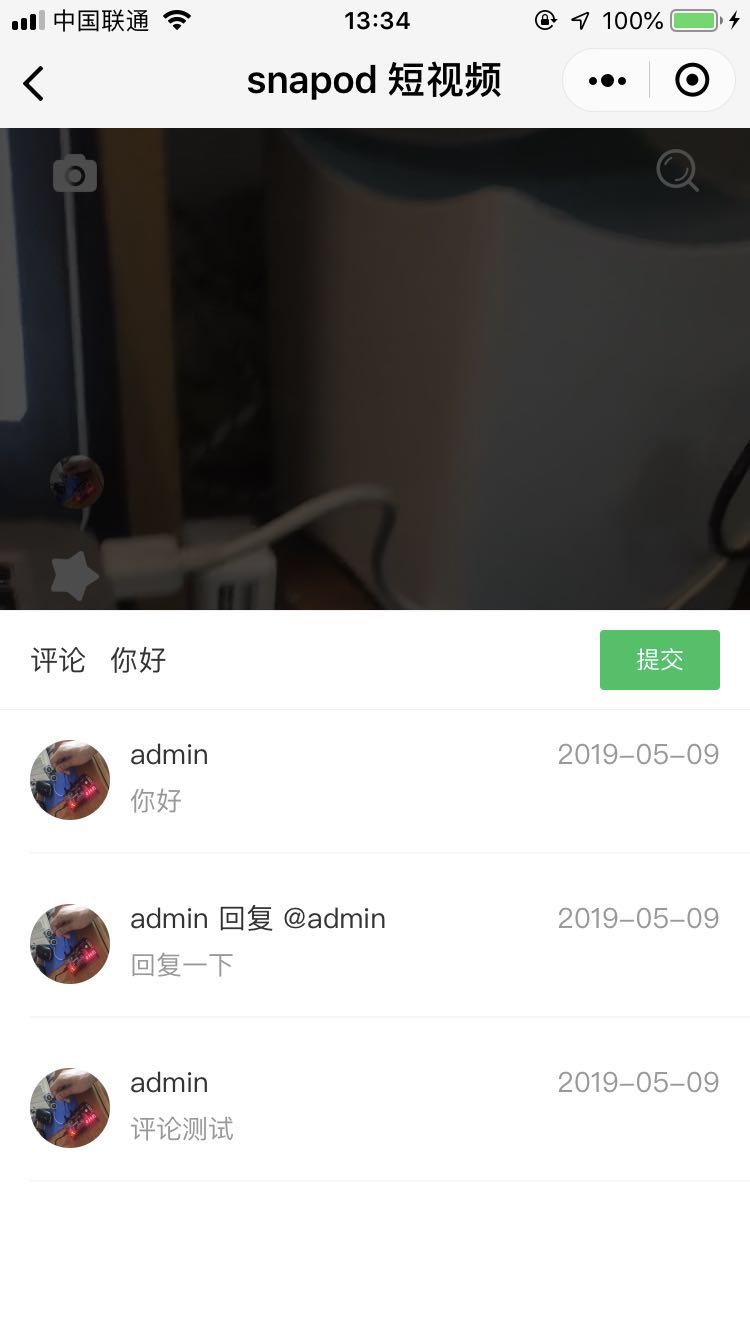 中国联通 13:34 100%
snapod 短视频
评论 你好 提交
admin 2019-05-09
你好
admin 回复 @admin 2019-05-09
回复一下
admin 2019-05-09
评论测试